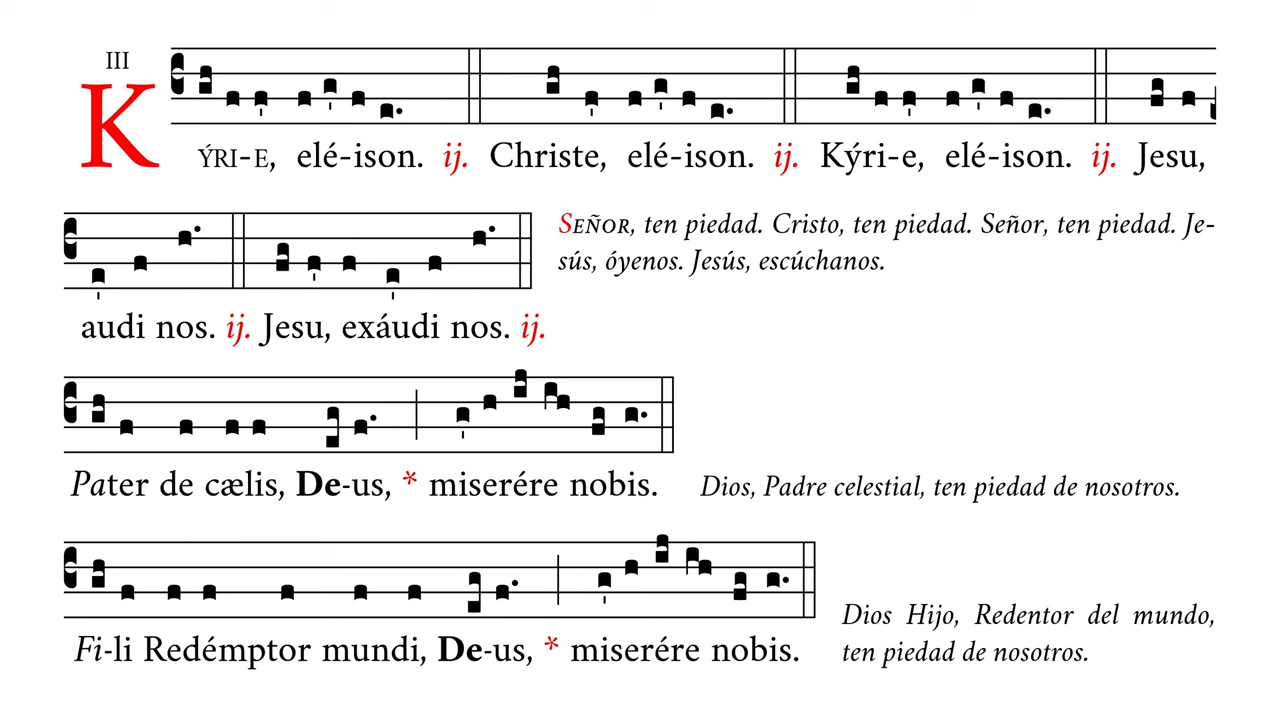 III
KÝRI-E, elé-ison. ij. Christe, elé-ison. ij. Kýri-e, elé-ison. ij. Jesu,
SEÑOR, ten piedad. Cristo, ten piedad. Señor, ten piedad. Je-
sús, óyenos. Jesús, escúchanos.
audi nos. ij. Jesu, exáudi nos. ij.
Pater de cælis, De-us, * miserére nobis.
Dios, Padre celestial, ten piedad de nosotros.
Fi-li Redémptor mundi, De-us, * miserére nobis.
Dios Hijo, Redentor del mundo,
ten piedad de nosotros.